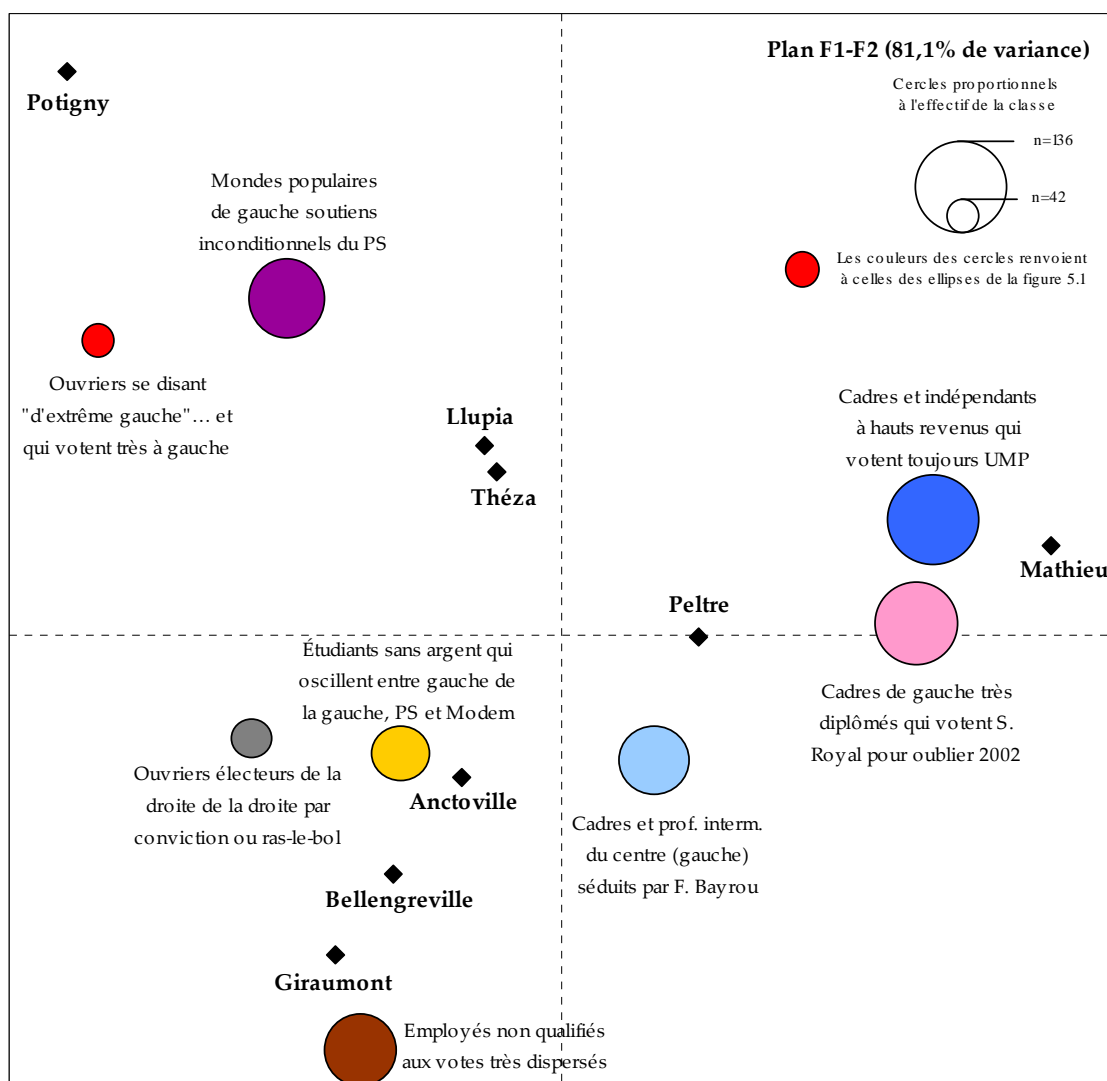 Plan F1-F2 (81,1% de variance)
Cercles proportionnels
à l'effectif de la classe
n=136
n=42
Les couleurs des cercles renvoient
à celles des ellipses de la figure 5.1
Potigny
Mondes populaires
de gauche soutiens
inconditionnels du PS
Ouvriers se disant
"d'extrême gauche"... et
qui votent très à gauche
Llupia
Théza
Cadres et indépendants
à hauts revenus qui
votent toujours UMP
Mathieu
Peltre
Cadres de gauche très
diplômés qui votent S.
Royal pour oublier 2002
Étudiants sans argent qui
oscillent entre gauche de
la gauche, PS et Modem
Ouvriers électeurs de la
droite de la droite par
conviction ou ras-le-bol
Anctoville
Cadres et prof. interm.
du centre (gauche)
séduits par F. Bayrou
Bellengreville
Giraumont
Employés non qualifiés
aux votes très dispersés